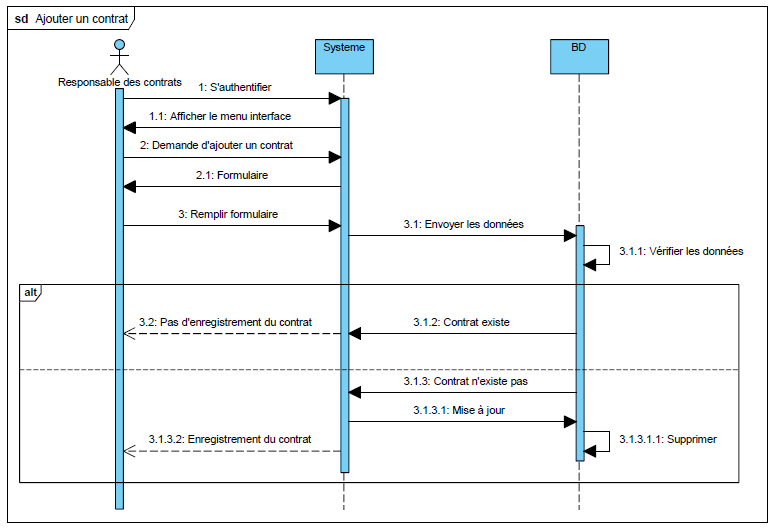 sd Ajouter un contrat
Systeme
BD
Responsable des contrats
1: S'authentifier
1.1: Afficher le menu interface
2: Demande d'ajouter un contrat
2.1: Formulaire
3: Remplir formulaire
3.1: Envoyer les données
3.1.1: Vérifier les données
alt
3.2: Pas d'enregistrement du contrat
3.1.2: Contrat existe
3.1.3: Contrat n'existe pas
3.1.3.1: Mise à jour
3.1.3.2: Enregistrement du contrat
3.1.3.1.1: Supprimer